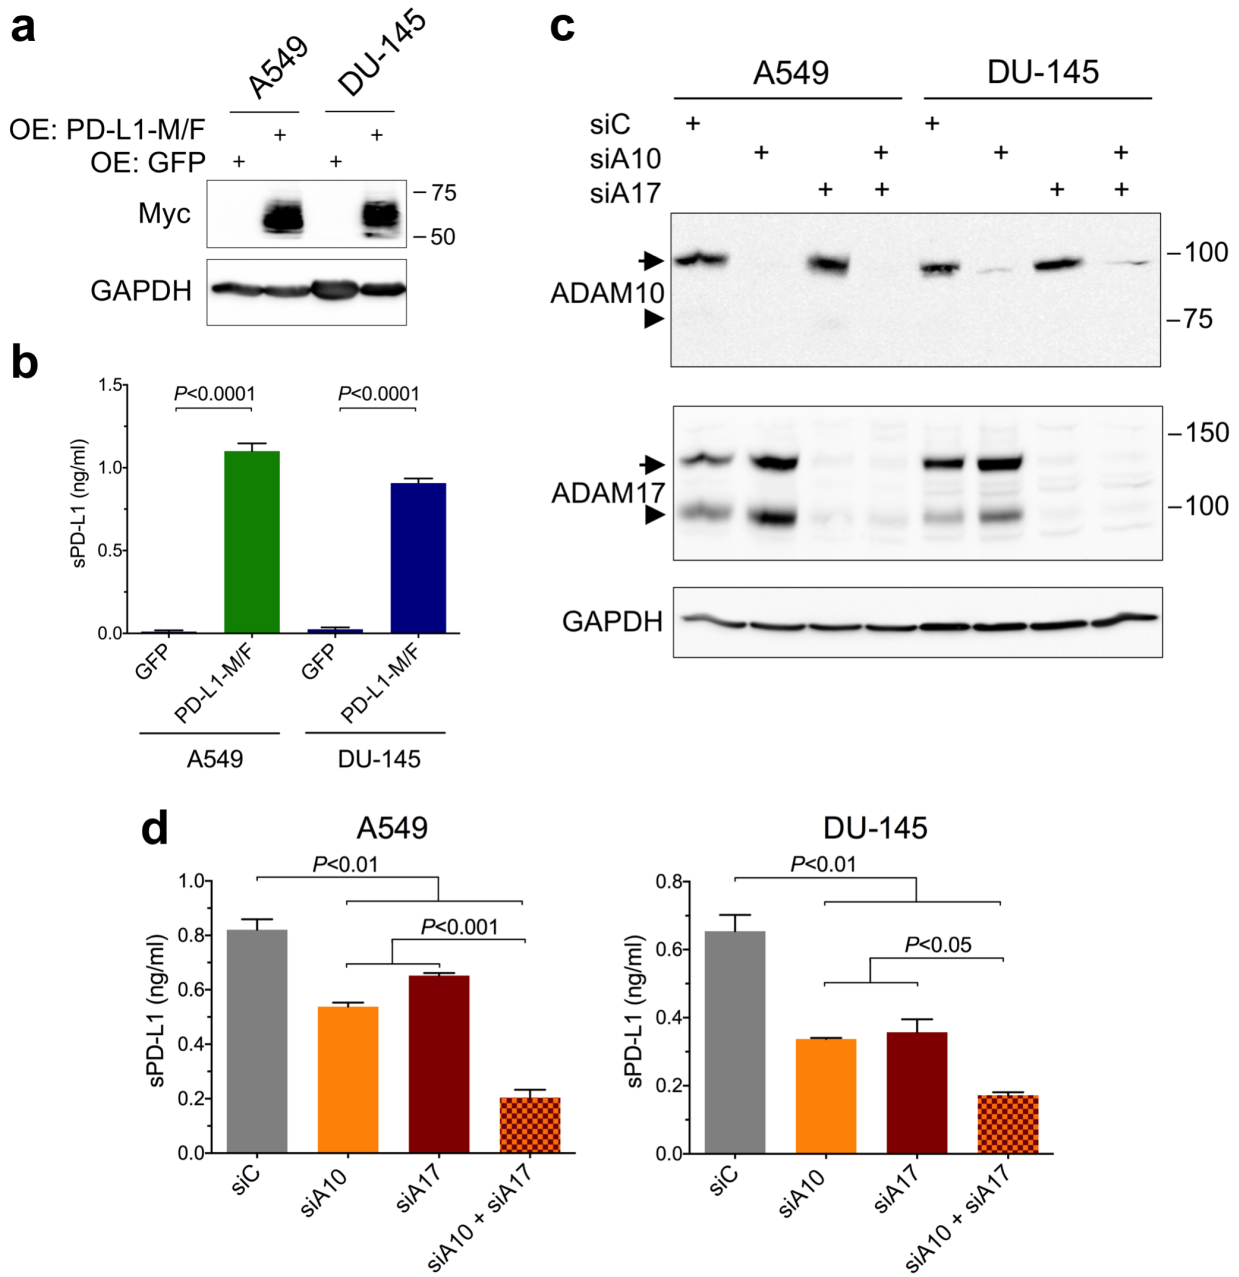 a
A549
DU-145
OE: PD-L1-M/F + +
OE: GFP + +
Myc
–75
–50
GAPDH
b
sPD-L1 (ng/ml)
1.5
1.0
0.5
0.0
P<0.0001
P<0.0001
GFP
PD-L1-M/F
GFP
PD-L1-M/F
A549
DU-145
c
A549
DU-145
siC + +
siA10 + + + +
siA17 + + + +
ADAM10
–100
–75
ADAM17
–150
–100
GAPDH
d
A549
sPD-L1 (ng/ml)
1.0
0.8
0.6
0.4
0.2
0.0
P<0.01
P<0.001
siC
siA10
siA17
siA10 + siA17
DU-145
sPD-L1 (ng/ml)
0.8
0.6
0.4
0.2
0.0
P<0.01
P<0.05
siC
siA10
siA17
siA10 + siA17